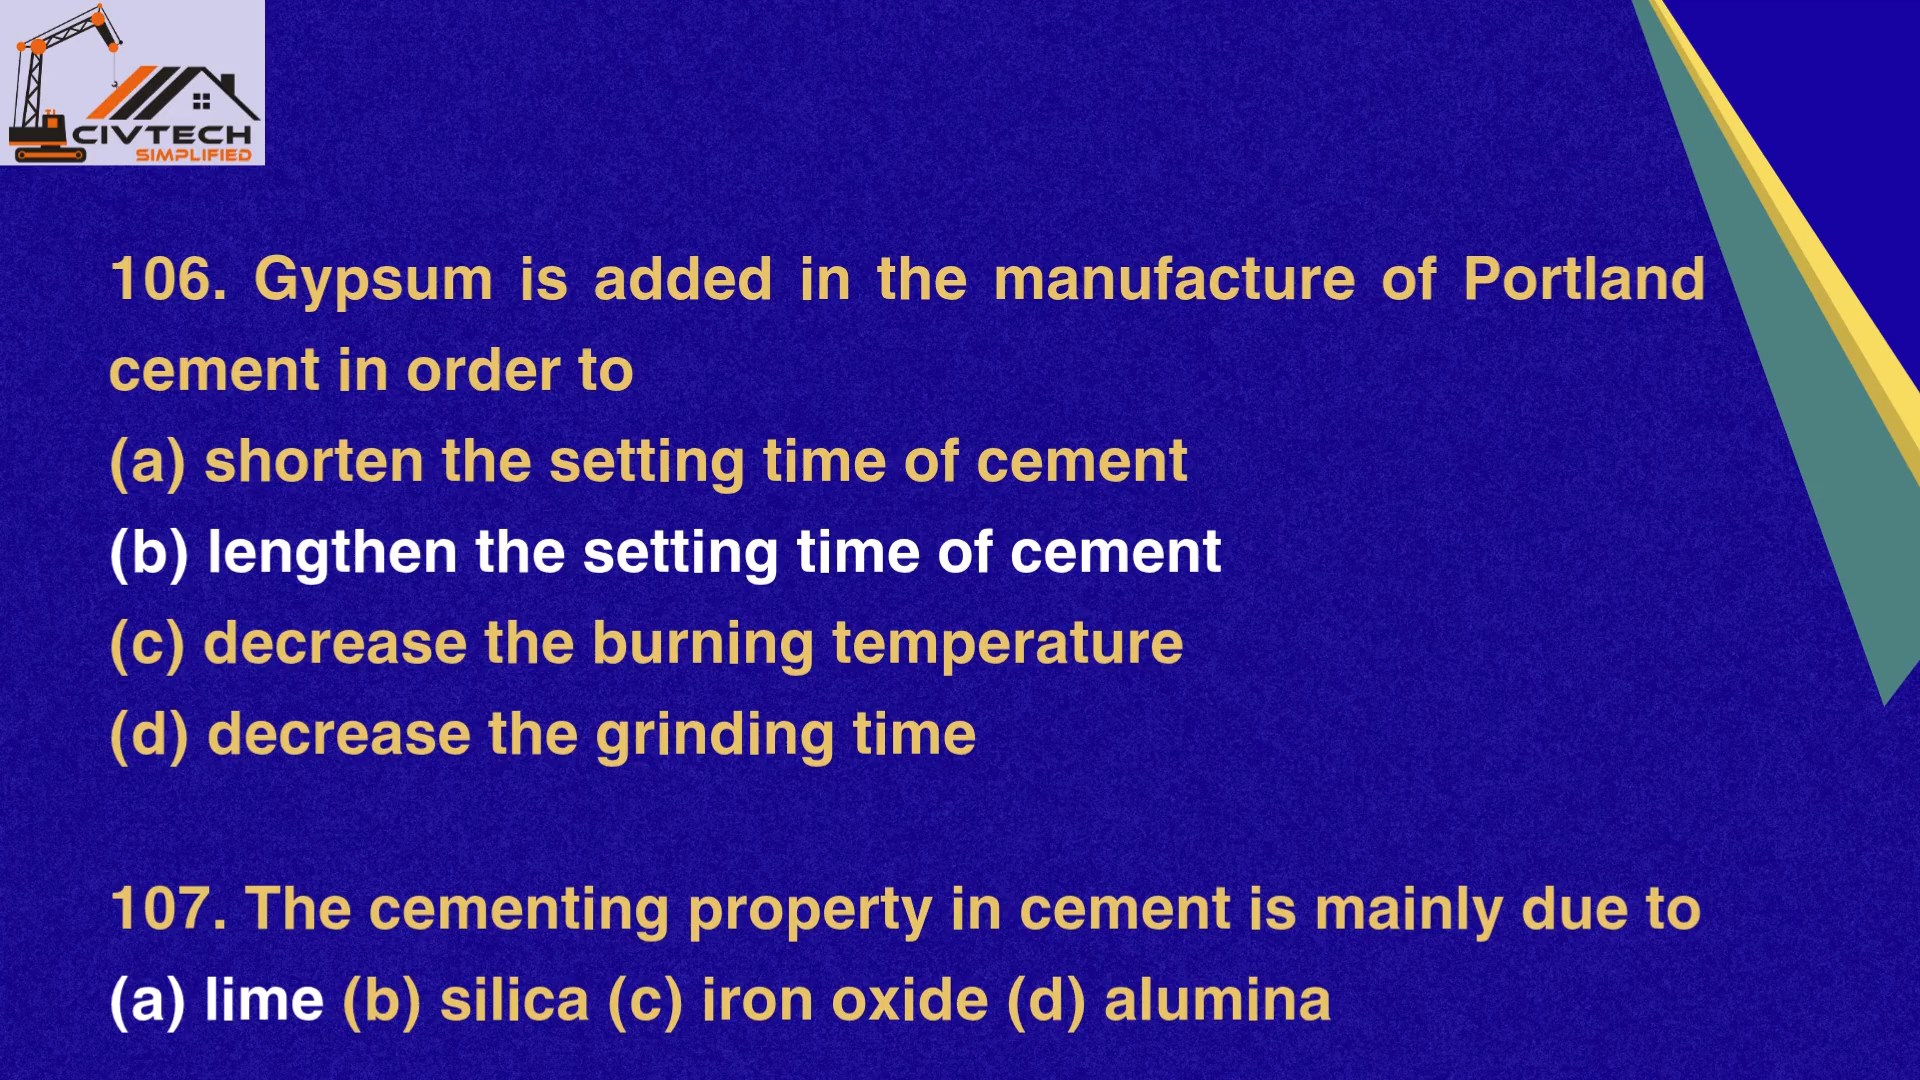 CIVTECH
SIMPLIFIED
106. Gypsum is added in the manufacture of Portland
cement in order to
(a) shorten the setting time of cement
(b) lengthen the setting time of cement
(c) decrease the burning temperature
(d) decrease the grinding time
107. The cementing property in cement is mainly due to
(a) lime (b) silica (c) iron oxide (d) alumina